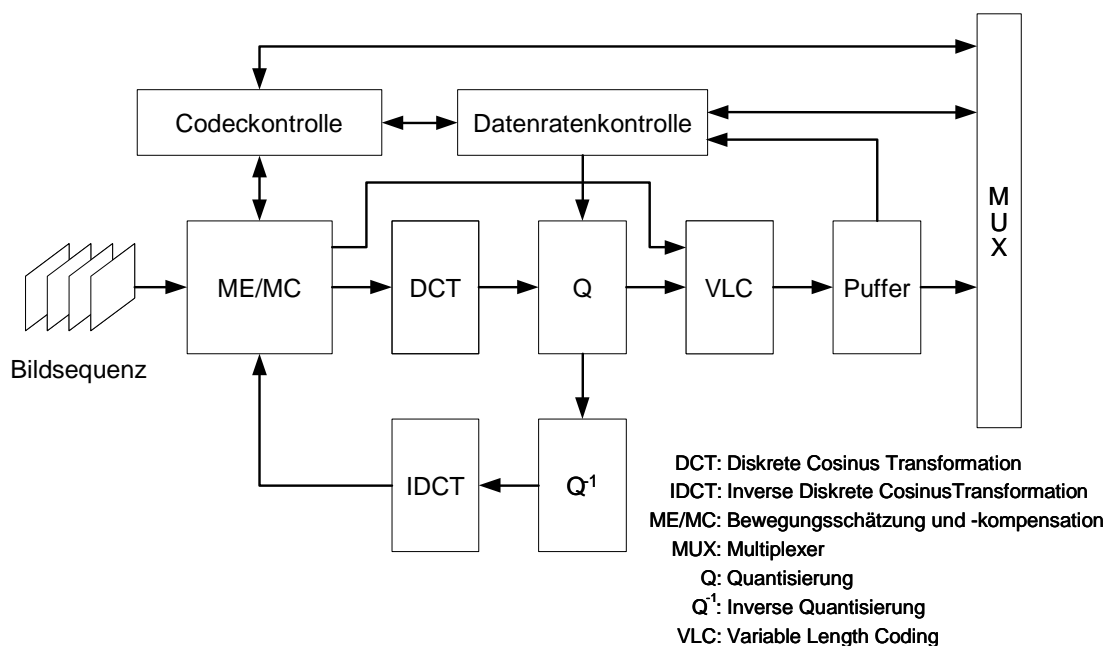 Codeckontrolle
Datenratenkontrolle
MUX
ME/MC
DCT
Q
VLC
Puffer
Bildsequenz
IDCT
Q⁻¹
DCT: Diskrete Cosinus Transformation
IDCT: Inverse Diskrete CosinusTransformation
ME/MC: Bewegungsschätzung und -kompensation
MUX: Multiplexer
Q: Quantisierung
Q⁻¹: Inverse Quantisierung
VLC: Variable Length Coding